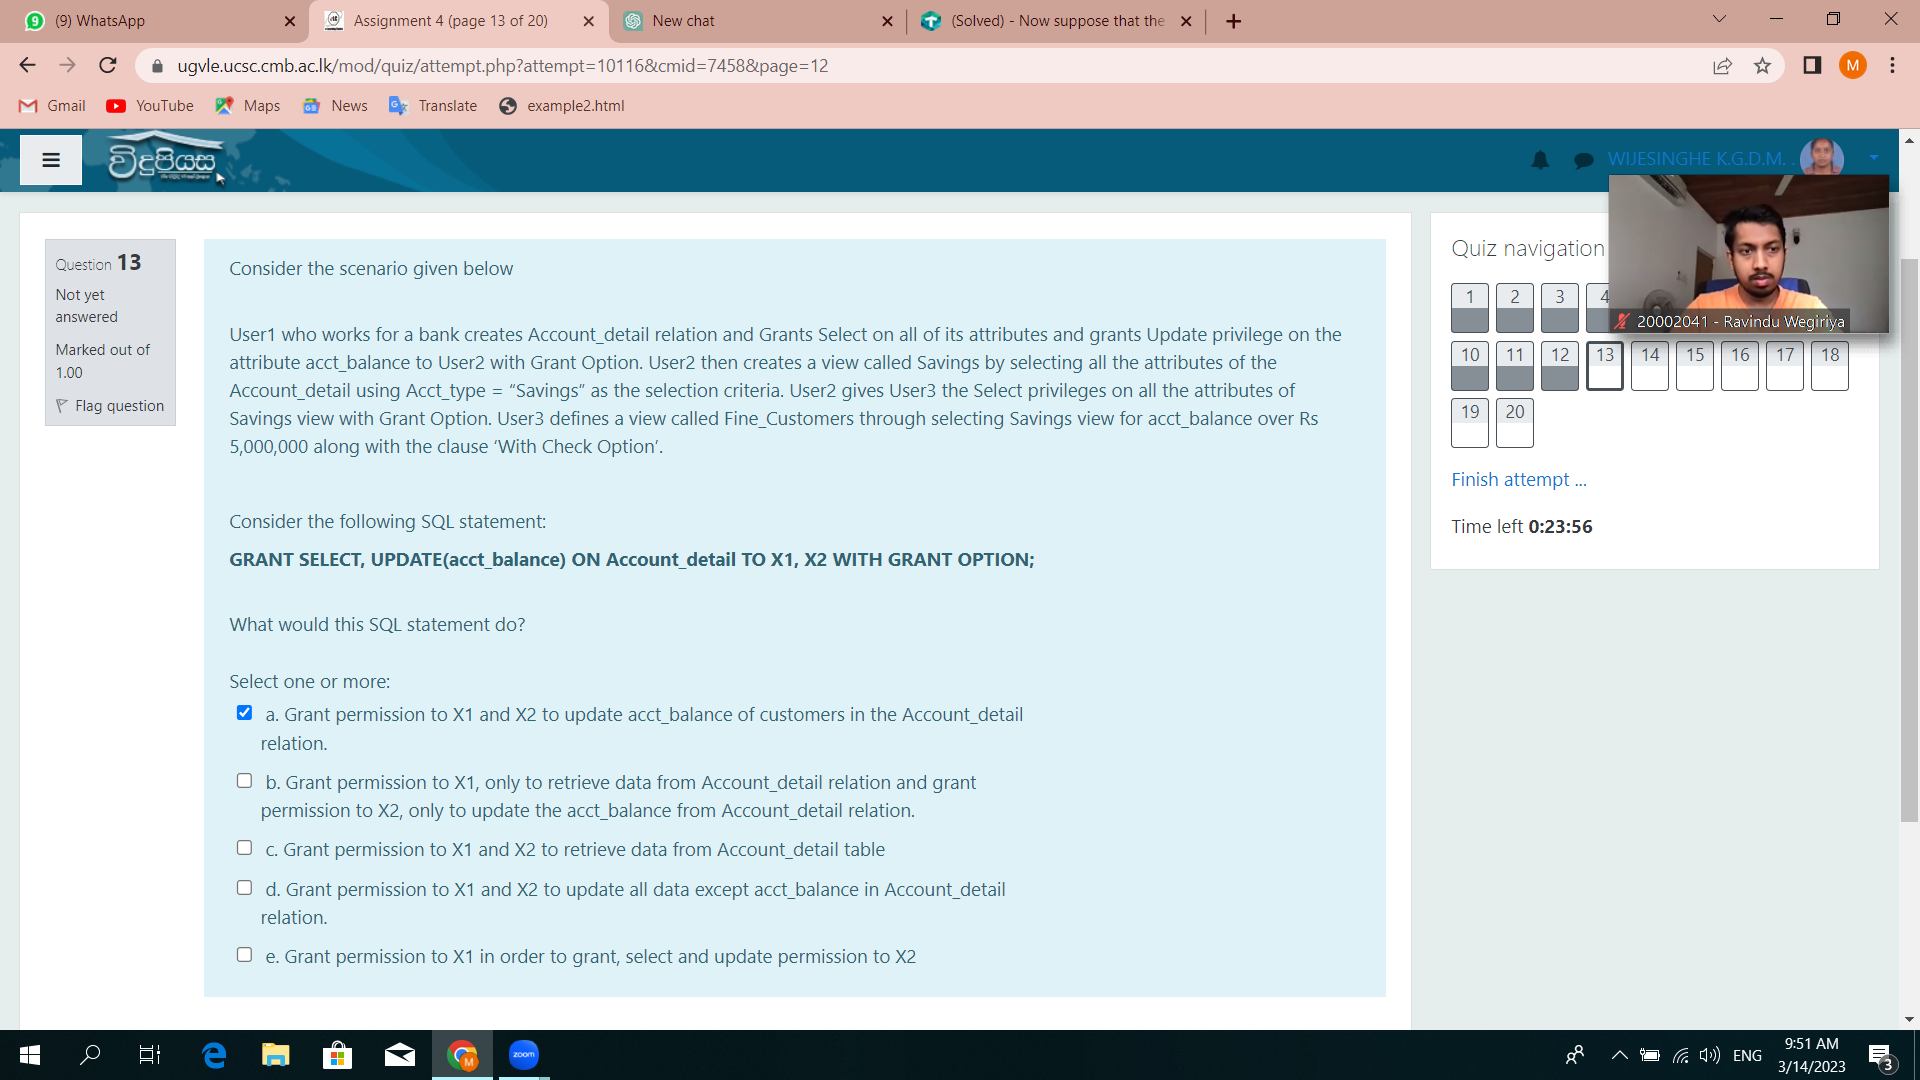 (9) WhatsApp
Assignment 4 (page 13 of 20)
New chat
(Solved) - Now suppose that the
ugvle.ucsc.cmb.ac.lk/mod/quiz/attempt.php?attempt=10116&cmid=7458&page=12
M
Gmail
YouTube
Maps
News
Translate
example2.html
විදුපියස
WIJESINGHE K.G.D.M. .
Question 13
Not yet
answered
Marked out of
1.00
Flag question
Consider the scenario given below
User1 who works for a bank creates Account_detail relation and Grants Select on all of its attributes and grants Update privilege on the
attribute acct_balance to User2 with Grant Option. User2 then creates a view called Savings by selecting all the attributes of the
Account_detail using Acct_type = “Savings” as the selection criteria. User2 gives User3 the Select privileges on all the attributes of
Savings view with Grant Option. User3 defines a view called Fine_Customers through selecting Savings view for acct_balance over Rs
5,000,000 along with the clause ‘With Check Option’.
Consider the following SQL statement:
GRANT SELECT, UPDATE(acct_balance) ON Account_detail TO X1, X2 WITH GRANT OPTION;
What would this SQL statement do?
Select one or more:
a. Grant permission to X1 and X2 to update acct_balance of customers in the Account_detail
relation.
b. Grant permission to X1, only to retrieve data from Account_detail relation and grant
permission to X2, only to update the acct_balance from Account_detail relation.
c. Grant permission to X1 and X2 to retrieve data from Account_detail table
d. Grant permission to X1 and X2 to update all data except acct_balance in Account_detail
relation.
e. Grant permission to X1 in order to grant, select and update permission to X2
Quiz navigation
1 2 3 4
20002041 - Ravindu Wegiriya
10 11 12 13 14 15 16 17 18
19 20
Finish attempt ...
Time left 0:23:56
zoom
M
ENG
9:51 AM
3/14/2023
3